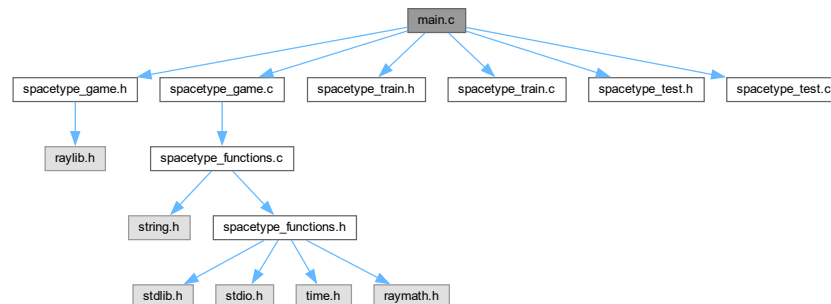 main.c
spacetype_game.h
spacetype_game.c
spacetype_train.h
spacetype_train.c
spacetype_test.h
spacetype_test.c
raylib.h
spacetype_functions.c
string.h
spacetype_functions.h
stdlib.h
stdio.h
time.h
raymath.h